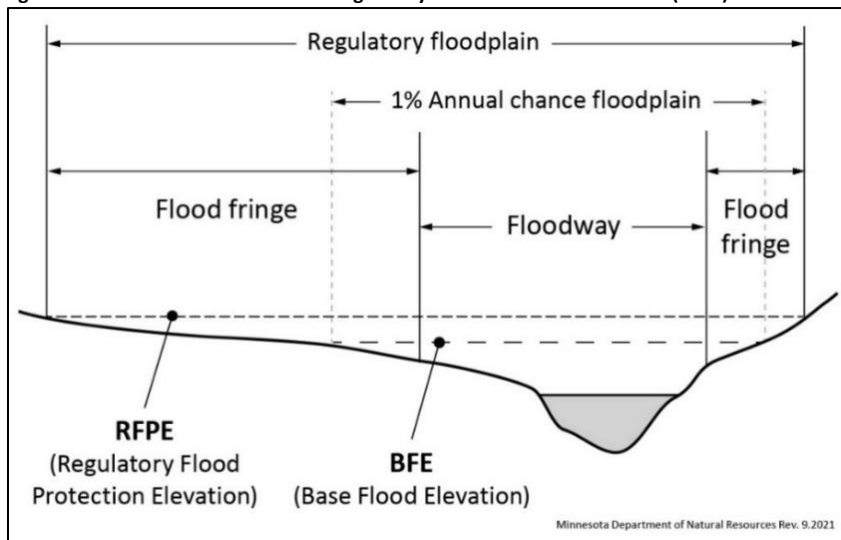 Regulatory floodplain
1% Annual chance floodplain
Flood fringe
Floodway
Flood
fringe
RFPE
(Regulatory Flood
Protection Elevation)
BFE
(Base Flood Elevation)
Minnesota Department of Natural Resources Rev. 9.2021